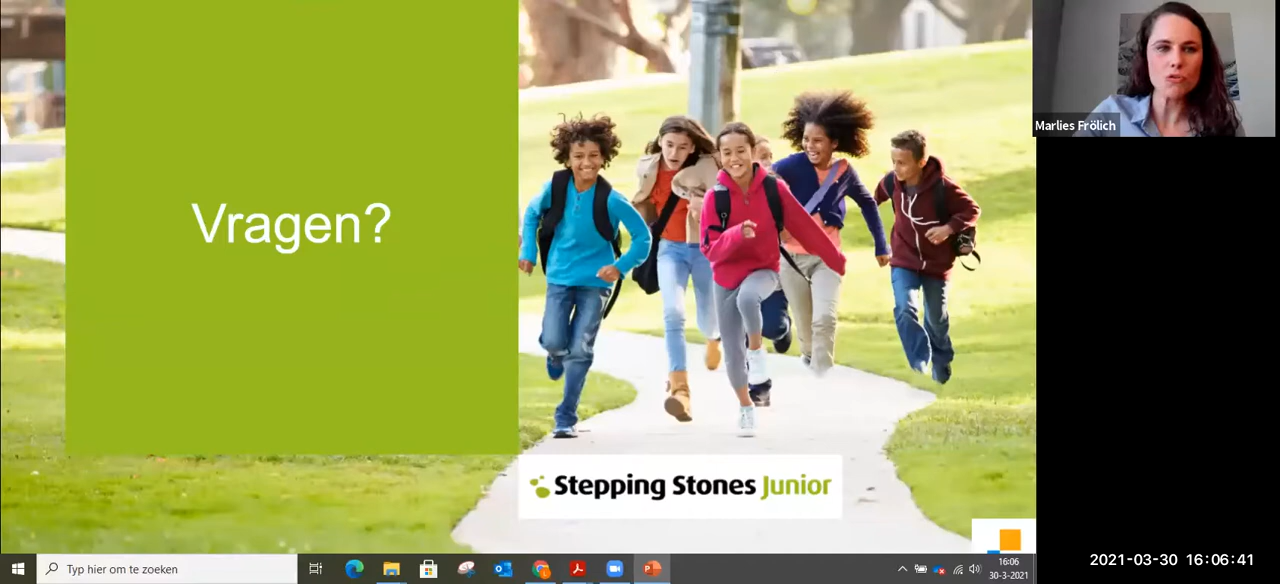 Vragen?
Stepping Stones Junior
Marlies Frölich
Typ hier om te zoeken
16:06
30-3-2021
2021-03-30 16:06:41